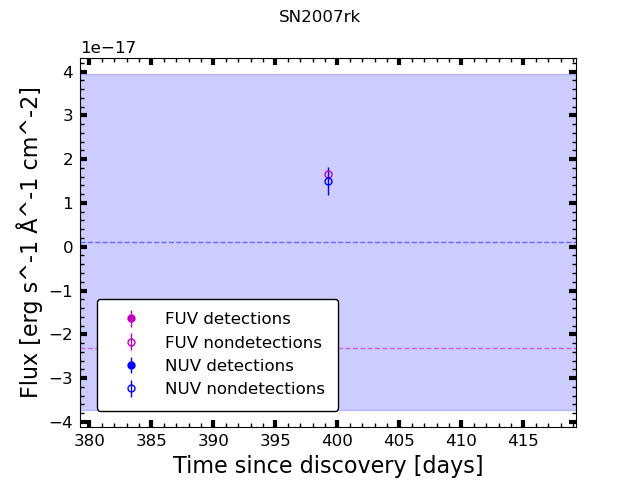 SN2007rk
1e−17
4
3
2
1
0
−1
−2
−3
−4
Flux [erg s^-1 Å^-1 cm^-2]
FUV detections
FUV nondetections
NUV detections
NUV nondetections
380 385 390 395 400 405 410 415
Time since discovery [days]